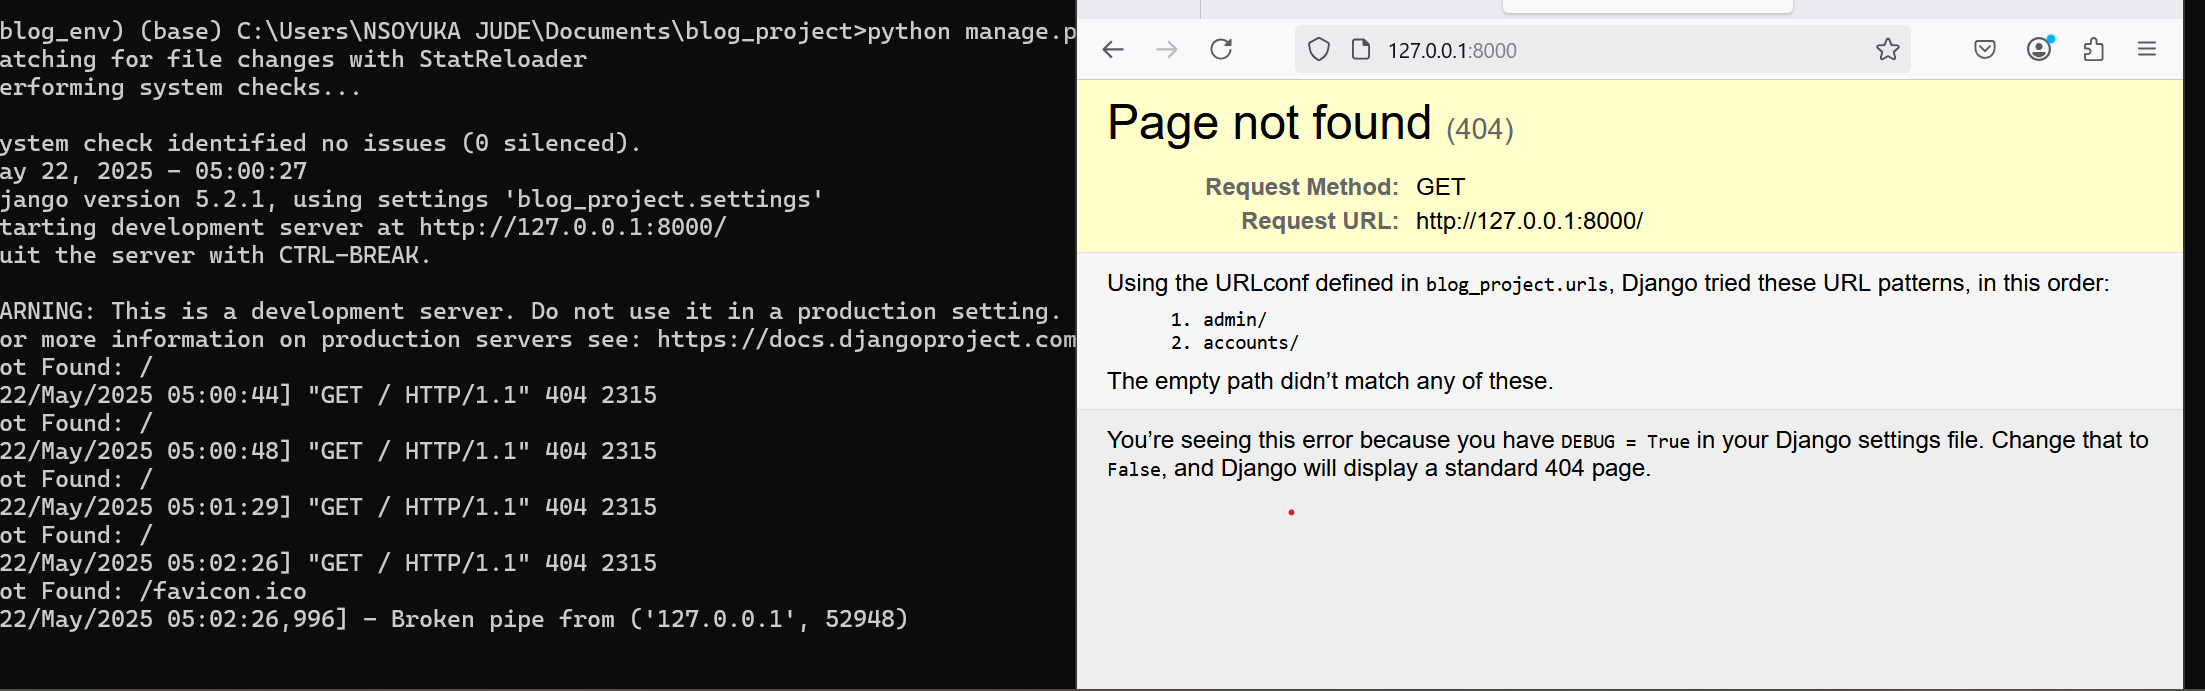 blog_env) (base) C:\Users\NSOYUKA JUDE\Documents\blog_project>python manage.p
atching for file changes with StatReloader
erforming system checks...
ystem check identified no issues (0 silenced).
ay 22, 2025 - 05:00:27
jango version 5.2.1, using settings 'blog_project.settings'
tarting development server at http://127.0.0.1:8000/
uit the server with CTRL-BREAK.
ARNING: This is a development server. Do not use it in a production setting.
or more information on production servers see: https://docs.djangoproject.com
ot Found: /
22/May/2025 05:00:44] "GET / HTTP/1.1" 404 2315
ot Found: /
22/May/2025 05:00:48] "GET / HTTP/1.1" 404 2315
ot Found: /
22/May/2025 05:01:29] "GET / HTTP/1.1" 404 2315
ot Found: /
22/May/2025 05:02:26] "GET / HTTP/1.1" 404 2315
ot Found: /favicon.ico
22/May/2025 05:02:26,996] - Broken pipe from ('127.0.0.1', 52948)
127.0.0.1:8000
Page not found (404)
Request Method: GET
Request URL: http://127.0.0.1:8000/
Using the URLconf defined in blog_project.urls, Django tried these URL patterns, in this order:
1. admin/
2. accounts/
The empty path didn’t match any of these.
You’re seeing this error because you have DEBUG = True in your Django settings file. Change that to
False, and Django will display a standard 404 page.